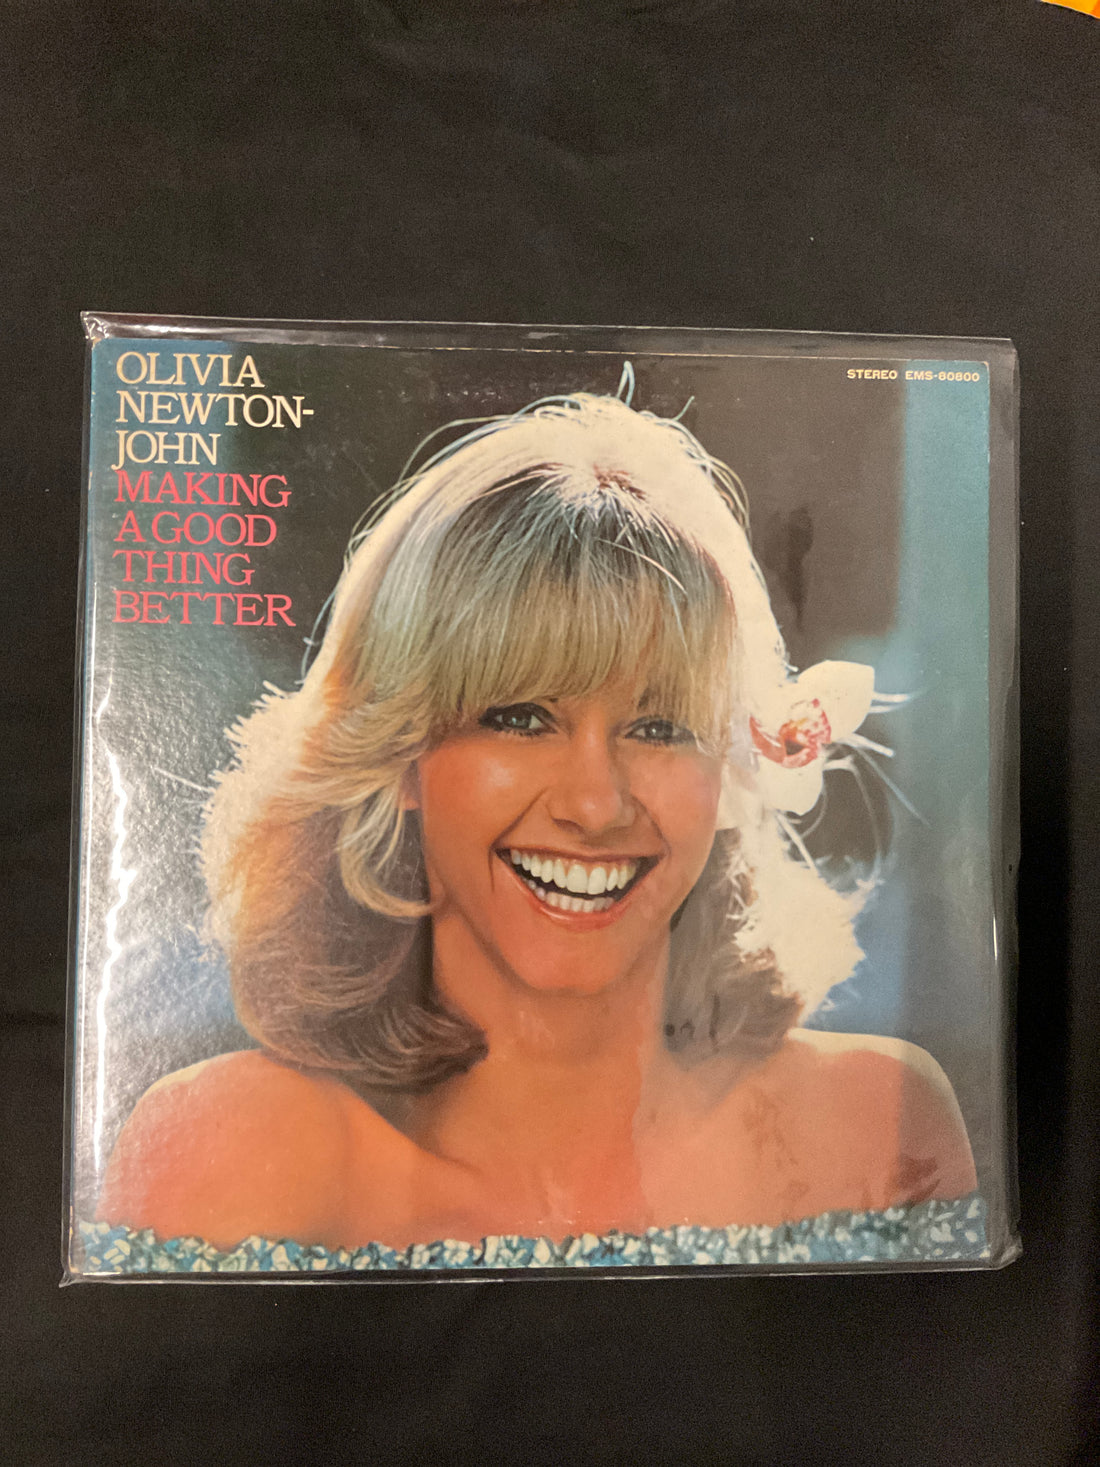 OLIVIA
NEWTON-
JOHN
MAKING
A GOOD
THING
BETTER
STEREO EMS-80800